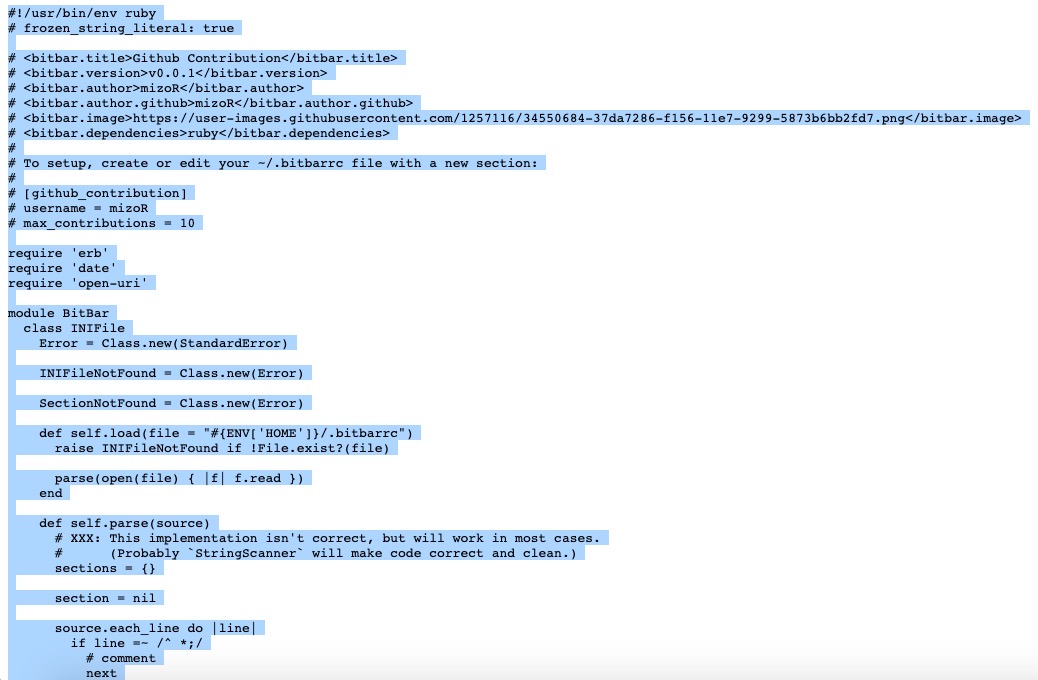 #!/usr/bin/env ruby
# frozen_string_literal: true
# <bitbar.title>Github Contribution</bitbar.title>
# <bitbar.version>v0.0.1</bitbar.version>
# <bitbar.author>mizoR</bitbar.author>
# <bitbar.author.github>mizoR</bitbar.author.github>
# <bitbar.image>https://user-images.githubusercontent.com/1257116/34550684-37da7286-f156-11e7-9299-5873b6bb2fd7.png</bitbar.image>
# <bitbar.dependencies>ruby</bitbar.dependencies>
#
# To setup, create or edit your ~/.bitbarrc file with a new section:
#
# [github_contribution]
# username = mizoR
# max_contributions = 10
require 'erb'
require 'date'
require 'open-uri'
module BitBar
  class INIFile
    Error = Class.new(StandardError)
    INIFileNotFound = Class.new(Error)
    SectionNotFound = Class.new(Error)
    def self.load(file = "#{ENV['HOME']}/.bitbarrc")
      raise INIFileNotFound if !File.exist?(file)
      parse(open(file) { |f| f.read })
    end
    def self.parse(source)
      # XXX: This implementation isn't correct, but will work in most cases.
      #      (Probably `StringScanner` will make code correct and clean.)
      sections = {}
      section = nil
      source.each_line do |line|
        if line =~ /^ *;/
          # comment
          next